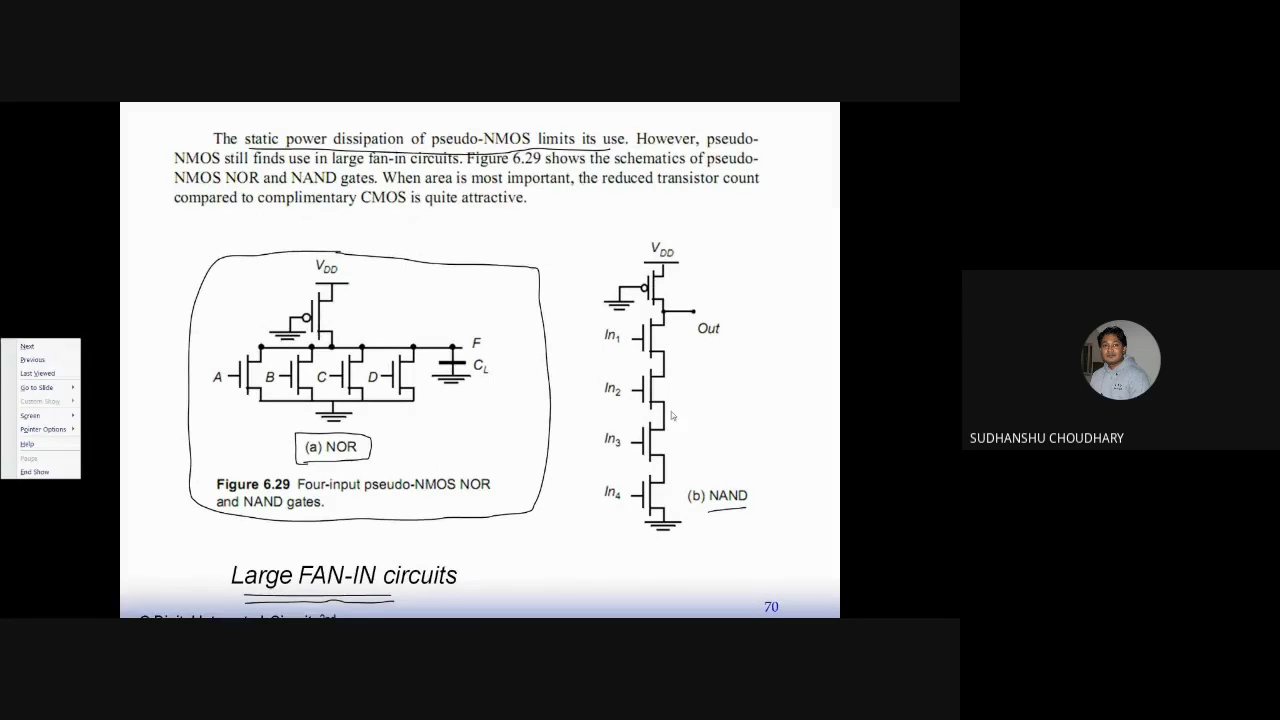 The static power dissipation of pseudo-NMOS limits its use. However, pseudo-
NMOS still finds use in large fan-in circuits. Figure 6.29 shows the schematics of pseudo-
NMOS NOR and NAND gates. When area is most important, the reduced transistor count
compared to complimentary CMOS is quite attractive.
VDD
F
CL
A
B
C
D
(a) NOR
Figure 6.29 Four-input pseudo-NMOS NOR
and NAND gates.
VDD
Out
In1
In2
In3
In4
(b) NAND
Large FAN-IN circuits
70
Next
Previous
Last Viewed
Go to Slide
Custom Show
Screen
Pointer Options
Help
Pause
End Show
SUDHANSHU CHOUDHARY